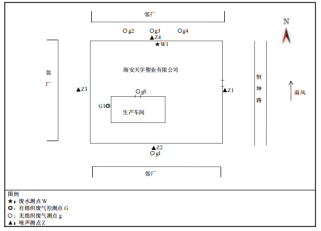 邻厂
g2
g3
g4
Z4
W1
N
海安天宇塑业有限公司
邻厂
Z3
g5
Z1
G1
生产车间
恒坤路
南风
Z2
g1
邻厂
图例
★：废水测点 W
◎：有组织废气检测点 G
○：无组织废气测点 g
▲：噪声测点 Z